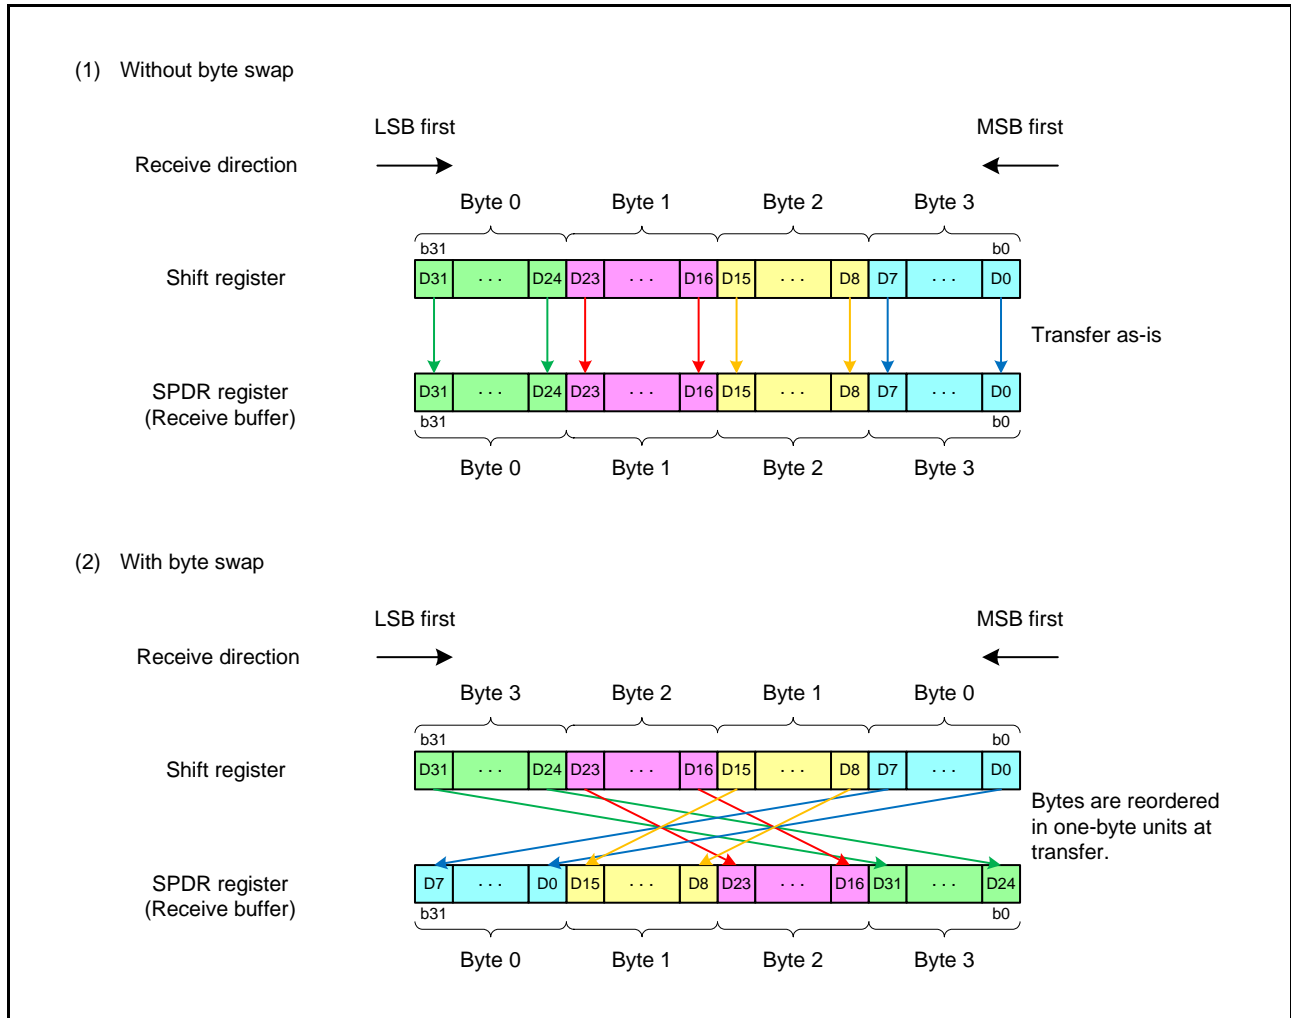 (1) Without byte swap
LSB first MSB first
Receive direction
Byte 0 Byte 1 Byte 2 Byte 3
b31 b0
Shift register D31 ... D24 D23 ... D16 D15 ... D8 D7 ... D0
Transfer as-is
SPDR register D31 ... D24 D23 ... D16 D15 ... D8 D7 ... D0
(Receive buffer)
b31 b0
Byte 0 Byte 1 Byte 2 Byte 3
(2) With byte swap
LSB first MSB first
Receive direction
Byte 3 Byte 2 Byte 1 Byte 0
b31 b0
Shift register D31 ... D24 D23 ... D16 D15 ... D8 D7 ... D0
Bytes are reordered
in one-byte units at
transfer.
SPDR register D7 ... D0 D15 ... D8 D23 ... D16 D31 ... D24
(Receive buffer)
b31 b0
Byte 0 Byte 1 Byte 2 Byte 3